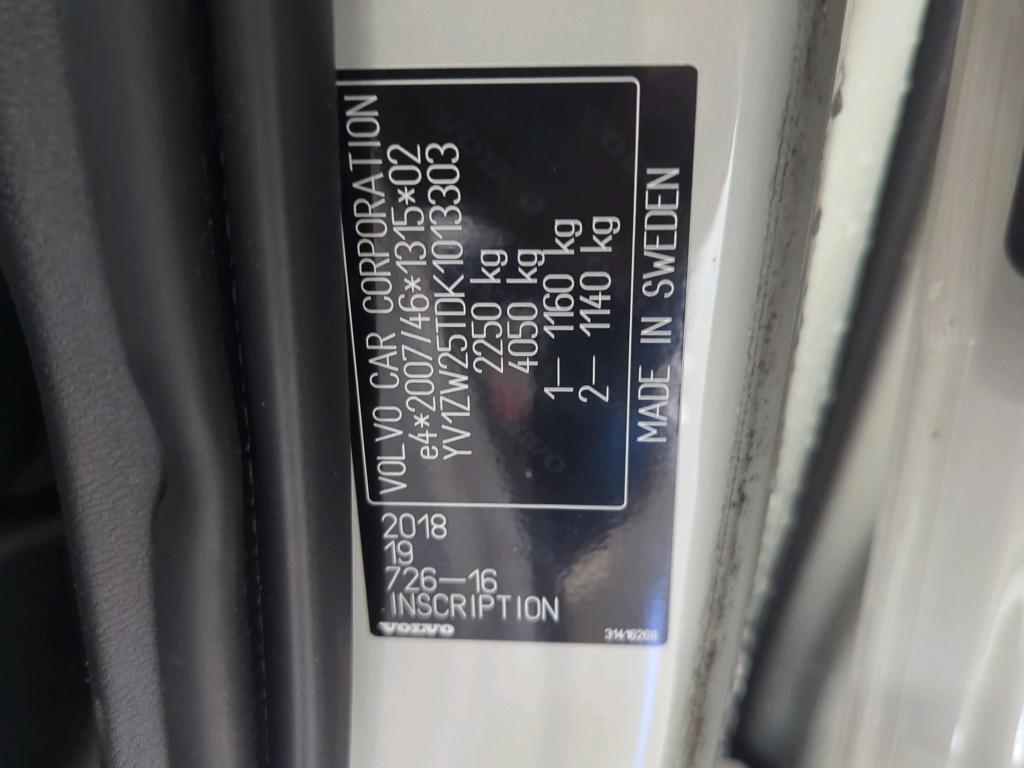 VOLVO CAR CORPORATION
e4*2007/46*1315*02
YV1ZW25TDK1013303
2250 kg
4050 kg
1— 1160 kg
2— 1140 kg
MADE IN SWEDEN
2018
19
726—16
INSCRIPTION
VOLVO
31416266